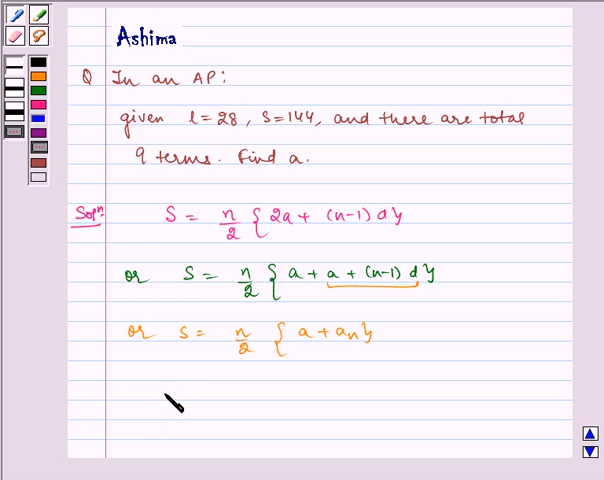 Ashima
Q In an AP:
given l=28, S=144, and there are total
9 terms. Find a.
Solⁿ: S = n/2 { 2a + (n-1) d }
or S = n/2 { a + a + (n-1) d }
or S = n/2 { a + aₙ }